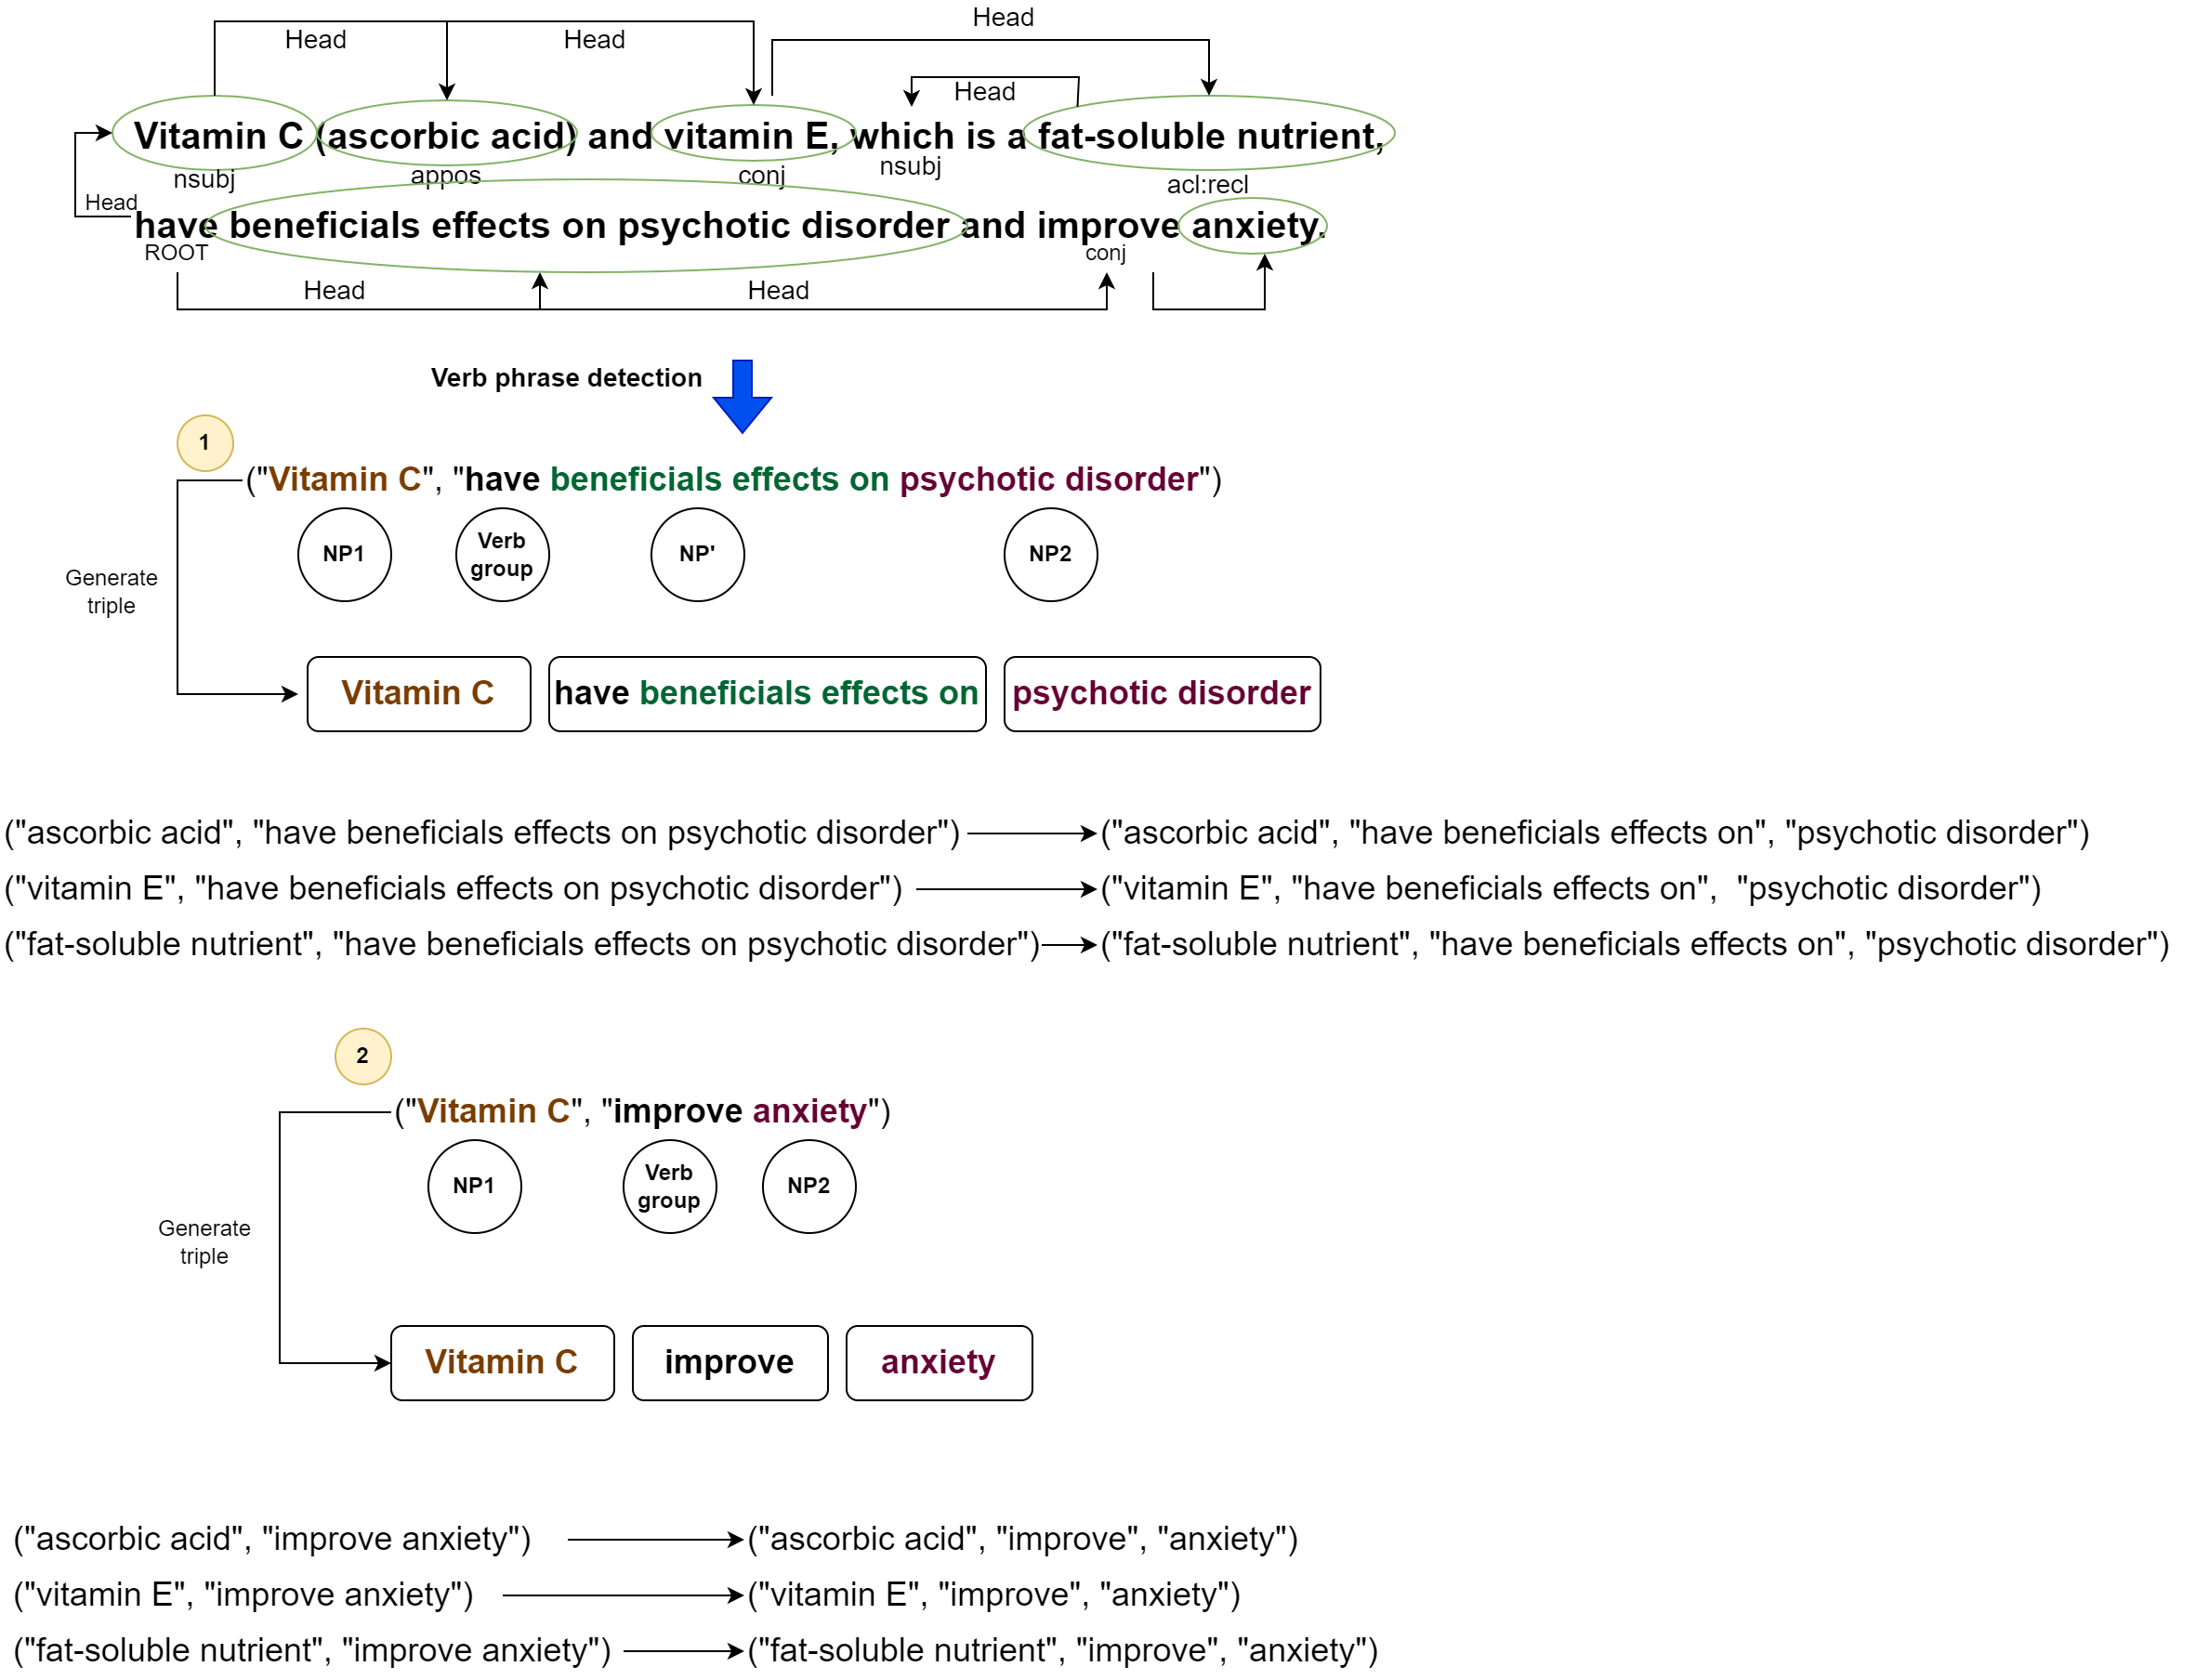 Head
Head Head
Head
Vitamin C (ascorbic acid) and vitamin E, which is a fat-soluble nutrient,
nsubj appos conj nsubj acl:recl
Head
have beneficials effects on psychotic disorder and improve anxiety.
ROOT conj
Head Head
Verb phrase detection
1
("Vitamin C", "have beneficials effects on psychotic disorder")
NP1 Verb group NP' NP2
Generate
triple
Vitamin C have beneficials effects on psychotic disorder
("ascorbic acid", "have beneficials effects on psychotic disorder") ("ascorbic acid", "have beneficials effects on", "psychotic disorder")
("vitamin E", "have beneficials effects on psychotic disorder") ("vitamin E", "have beneficials effects on", "psychotic disorder")
("fat-soluble nutrient", "have beneficials effects on psychotic disorder") ("fat-soluble nutrient", "have beneficials effects on", "psychotic disorder")
2
("Vitamin C", "improve anxiety")
NP1 Verb group NP2
Generate
triple
Vitamin C improve anxiety
("ascorbic acid", "improve anxiety") ("ascorbic acid", "improve", "anxiety")
("vitamin E", "improve anxiety") ("vitamin E", "improve", "anxiety")
("fat-soluble nutrient", "improve anxiety") ("fat-soluble nutrient", "improve", "anxiety")